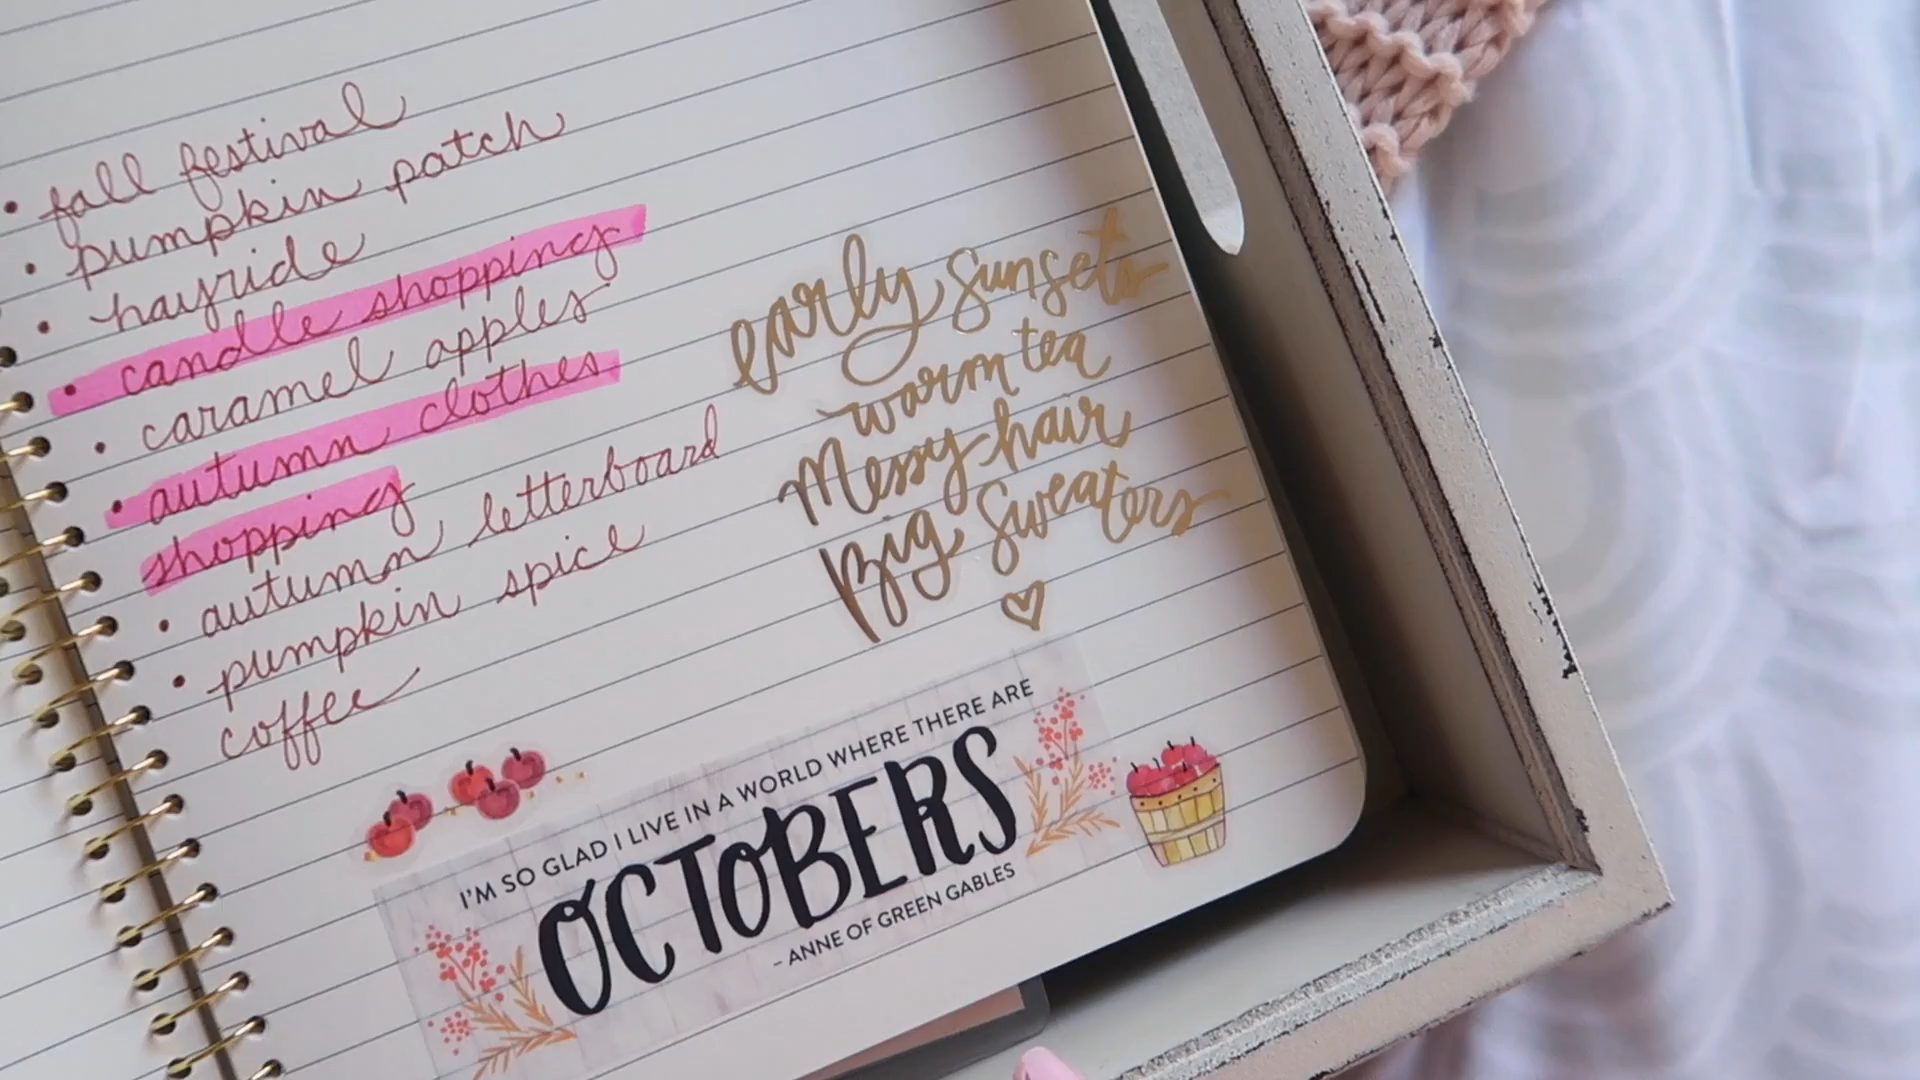 • fall festival
• pumpkin patch
• hayride
• candle shopping
• caramel apples
• autumn clothes
shopping
• autumn letterboard
• pumpkin spice
coffee
early sunsets
warm tea
Messy hair
Big sweaters
I'M SO GLAD I LIVE IN A WORLD WHERE THERE ARE
OCTOBERS
- ANNE OF GREEN GABLES